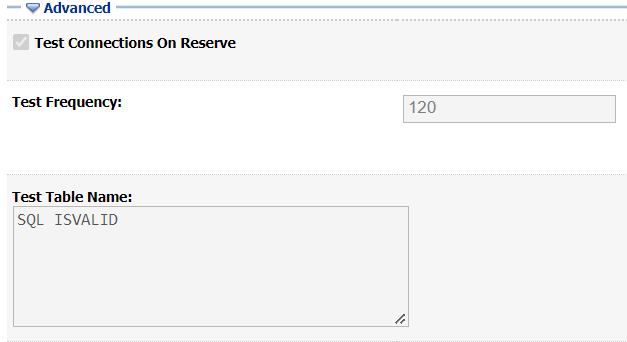 Advanced
Test Connections On Reserve
Test Frequency:
120
Test Table Name:
SQL ISVALID